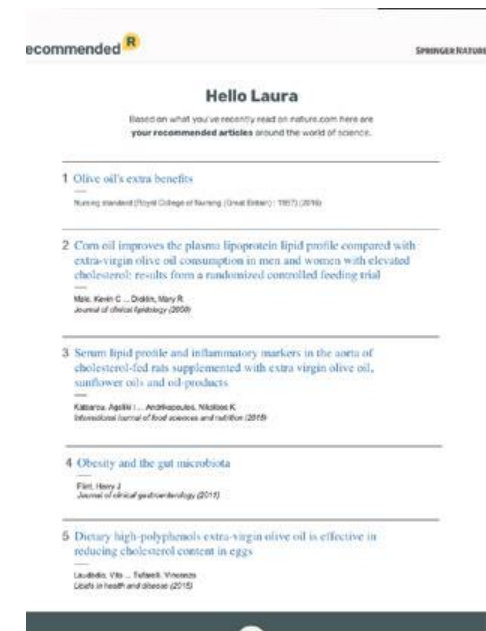 ecommended R
SPRINGER NATURE
Hello Laura
Based on what you've recently read on nature.com here are
your recommended articles around the world of science.
1 Olive oil's extra benefits
Nursing standard (Royal College of Nursing (Great Britain) : 1987) (2016)
2 Corn oil improves the plasma lipoprotein lipid profile compared with
extra-virgin olive oil consumption in men and women with elevated
cholesterol: results from a randomized controlled feeding trial
Maki, Kevin C ... Dicklin, Mary R
Journal of clinical lipidology
3 Serum lipid profile and inflammatory markers in the aorta of
cholesterol-fed rats supplemented with extra virgin olive oil,
sunflower oils and oil-products
Katsarou, Ageliki I ... Andrikopoulos, Nikolaos K
International journal of food sciences and nutrition
4 Obesity and the gut microbiota
Flint, Harry J
Journal of clinical gastroenterology (2011)
5 Dietary high-polyphenols extra-virgin olive oil is effective in
reducing cholesterol content in eggs
Laudadio, Vito ... Tufarelli, Vincenzo
Lipids in health and disease (2015)